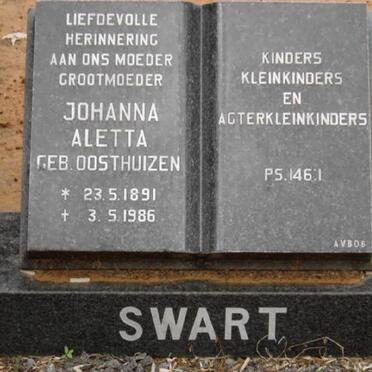 LIEFDEVOLLE
HERINNERING
AAN ONS MOEDER
GROOTMOEDER
JOHANNA
ALETTA
GEB. OOSTHUIZEN
* 23.5.1891
† 3.5.1986
KINDERS
KLEINKINDERS
EN
AGTERKLEINKINDERS
PS.146:1
AVB06
SWART